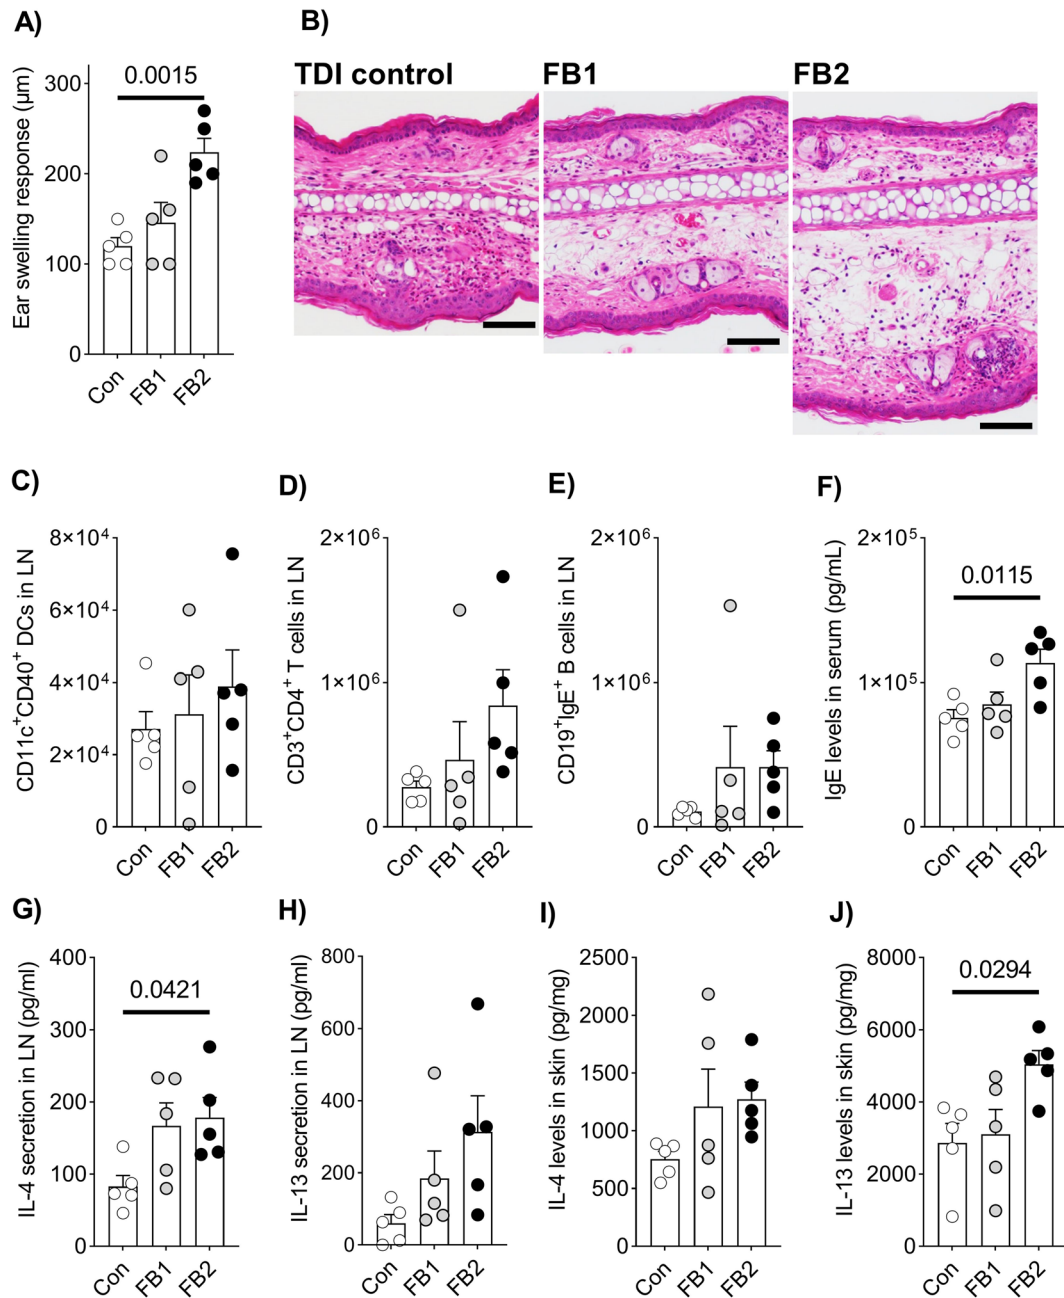 A)
Ear swelling response (µm)
300
200
100
0
0.0015
Con
FB1
FB2
B)
TDI control
FB1
FB2
C)
CD11c⁺CD40⁺ DCs in LN
8×10⁴
6×10⁴
4×10⁴
2×10⁴
0
Con
FB1
FB2
D)
CD3⁺CD4⁺ T cells in LN
2×10⁶
1×10⁶
0
Con
FB1
FB2
E)
CD19⁺IgE⁺ B cells in LN
2×10⁶
1×10⁶
0
Con
FB1
FB2
F)
IgE levels in serum (pg/mL)
2×10⁵
1×10⁵
0
0.0115
Con
FB1
FB2
G)
IL-4 secretion in LN (pg/ml)
400
300
200
100
0
0.0421
Con
FB1
FB2
H)
IL-13 secretion in LN (pg/ml)
800
600
400
200
0
Con
FB1
FB2
I)
IL-4 levels in skin (pg/mg)
2500
2000
1500
1000
500
0
Con
FB1
FB2
J)
IL-13 levels in skin (pg/mg)
8000
6000
4000
2000
0
0.0294
Con
FB1
FB2